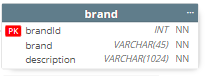 brand
PK brandId INT NN
brand VARCHAR(45) NN
description VARCHAR(1024) NN